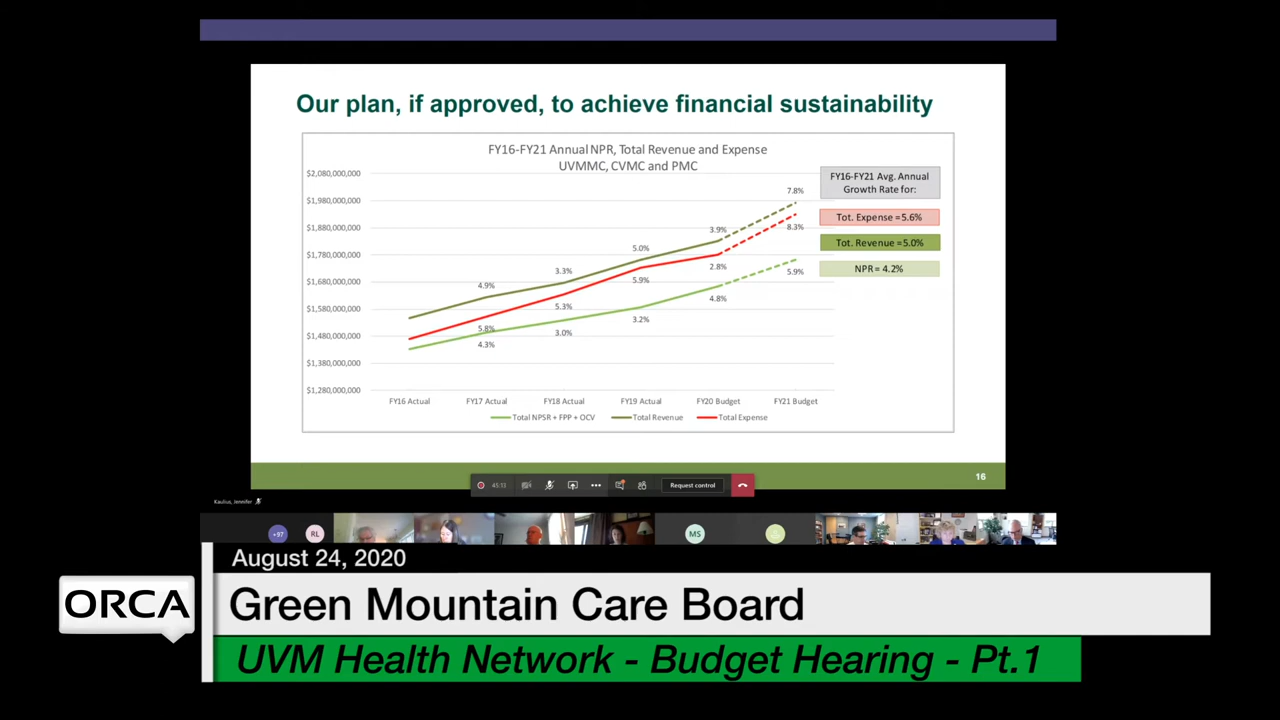 Our plan, if approved, to achieve financial sustainability
FY16-FY21 Annual NPR, Total Revenue and Expense
UVMMC, CVMC and PMC
$2,080,000,000
$1,980,000,000
$1,880,000,000
$1,780,000,000
$1,680,000,000
$1,580,000,000
$1,480,000,000
$1,380,000,000
$1,280,000,000
4.9%
3.3%
5.0%
3.9%
7.8%
5.8%
5.3%
5.9%
2.8%
8.3%
4.3%
3.0%
3.2%
4.8%
5.9%
FY16 Actual
FY17 Actual
FY18 Actual
FY19 Actual
FY20 Budget
FY21 Budget
Total NPSR + FPP + OCV
Total Revenue
Total Expense
FY16-FY21 Avg. Annual
Growth Rate for:
Tot. Expense =5.6%
Tot. Revenue =5.0%
NPR = 4.2%
16
45:13
Request control
Kaulius, Jennifer
+37
RL
MS
August 24, 2020
ORCA
Green Mountain Care Board
UVM Health Network - Budget Hearing - Pt.1